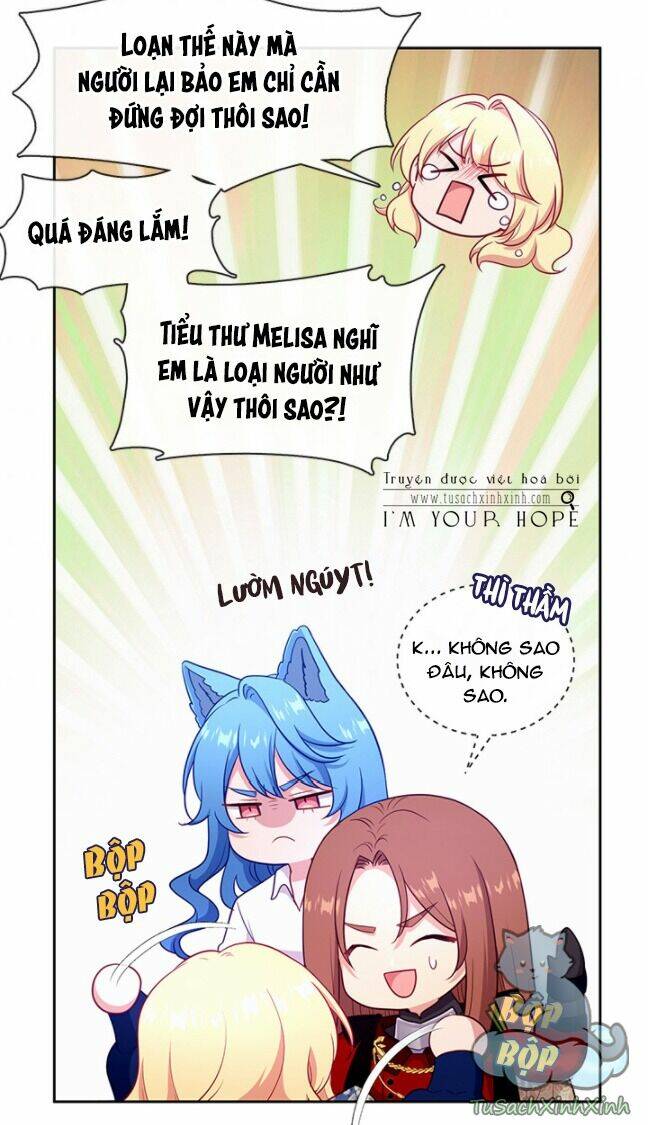 LOẠN THẾ NÀY MÀ
NGƯỜI LẠI BẢO EM CHỈ CẦN
ĐỨNG ĐỢI THÔI SAO!
QUÁ ĐÁNG LẮM!
TIỂU THƯ MELISA NGHĨ
EM LÀ LOẠI NGƯỜI NHƯ
VẬY THÔI SAO?!
Truyện được việt hoá bởi
www.tusachxinhxinh.com
I'M YOUR HOPE
LƯỜM NGÚYT!
THÌ THẦM
K... KHÔNG SAO
ĐÂU, KHÔNG
SAO.
BỘP
BỘP
BỘP
BỘP
TuSachXinhXinh